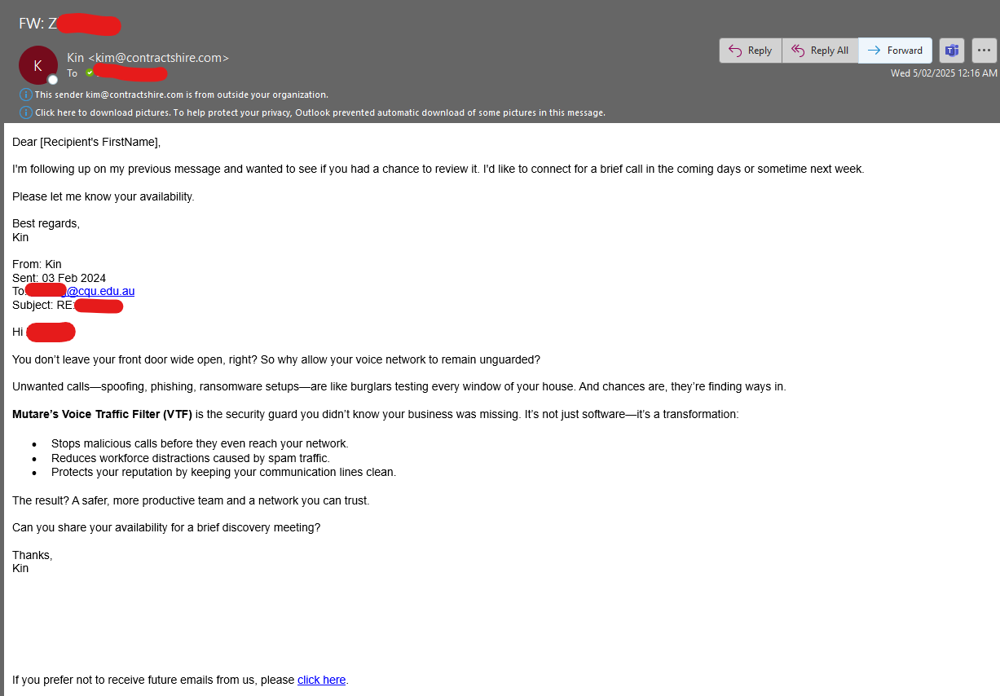 FW: Z
K
Kin <kim@contractshire.com>
To
Reply
Reply All
Forward
Wed 5/02/2025 12:16 AM
This sender kim@contractshire.com is from outside your organization.
Click here to download pictures. To help protect your privacy, Outlook prevented automatic download of some pictures in this message.
Dear [Recipient's FirstName],
I'm following up on my previous message and wanted to see if you had a chance to review it. I'd like to connect for a brief call in the coming days or sometime next week.
Please let me know your availability.
Best regards,
Kin
From: Kin
Sent: 03 Feb 2024
To: @cqu.edu.au
Subject: RE:
Hi
You don’t leave your front door wide open, right? So why allow your voice network to remain unguarded?
Unwanted calls—spoofing, phishing, ransomware setups—are like burglars testing every window of your house. And chances are, they’re finding ways in.
Mutare’s Voice Traffic Filter (VTF) is the security guard you didn’t know your business was missing. It’s not just software—it’s a transformation:
• Stops malicious calls before they even reach your network.
• Reduces workforce distractions caused by spam traffic.
• Protects your reputation by keeping your communication lines clean.
The result? A safer, more productive team and a network you can trust.
Can you share your availability for a brief discovery meeting?
Thanks,
Kin
If you prefer not to receive future emails from us, please click here.